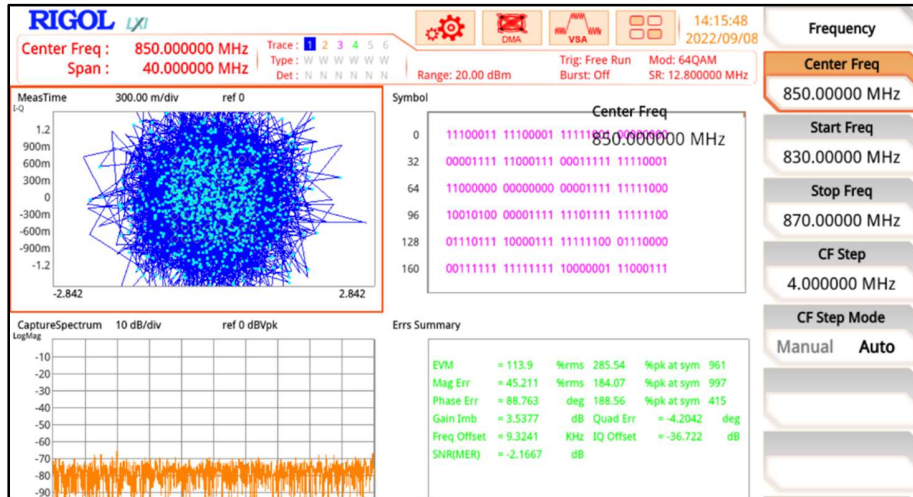 RIGOL LXI
DMA
VSA
14:15:48
2022/09/08
Center Freq : 850.000000 MHz
Span : 40.000000 MHz
Trace : 1 2 3 4 5 6
Type : W W W W W W
Det : N N N N N N
Range: 20.00 dBm
Trig: Free Run
Burst: Off
Mod: 64QAM
SR: 12.800000 MHz
MeasTime 300.00 m/div ref 0
I-Q
1.2
900m
600m
300m
0
-300m
-600m
-900m
-1.2
-2.842 2.842
Symbol
Center Freq
850.000000 MHz
0 11100011 11100001 11111001 00000000
32 00001111 11000111 00011111 11110001
64 11000000 00000000 00001111 11111000
96 10010100 00001111 11101111 11111100
128 01110111 10000111 11111100 01110000
160 00111111 11111111 10000001 11000111
CaptureSpectrum 10 dB/div ref 0 dBVpk
LogMag
-10
-20
-30
-40
-50
-60
-70
-80
-90
Errs Summary
EVM = 113.9 %rms 285.54 %pk at sym 961
Mag Err = 45.211 %rms 184.07 %pk at sym 997
Phase Err = 88.763 deg 188.56 %pk at sym 415
Gain Imb = 3.5377 dB Quad Err = -4.2042 deg
Freq Offset = 9.3241 KHz IQ Offset = -36.722 dB
SNR(MER) = -2.1667 dB
Frequency
Center Freq
850.00000 MHz
Start Freq
830.00000 MHz
Stop Freq
870.00000 MHz
CF Step
4.000000 MHz
CF Step Mode
Manual Auto